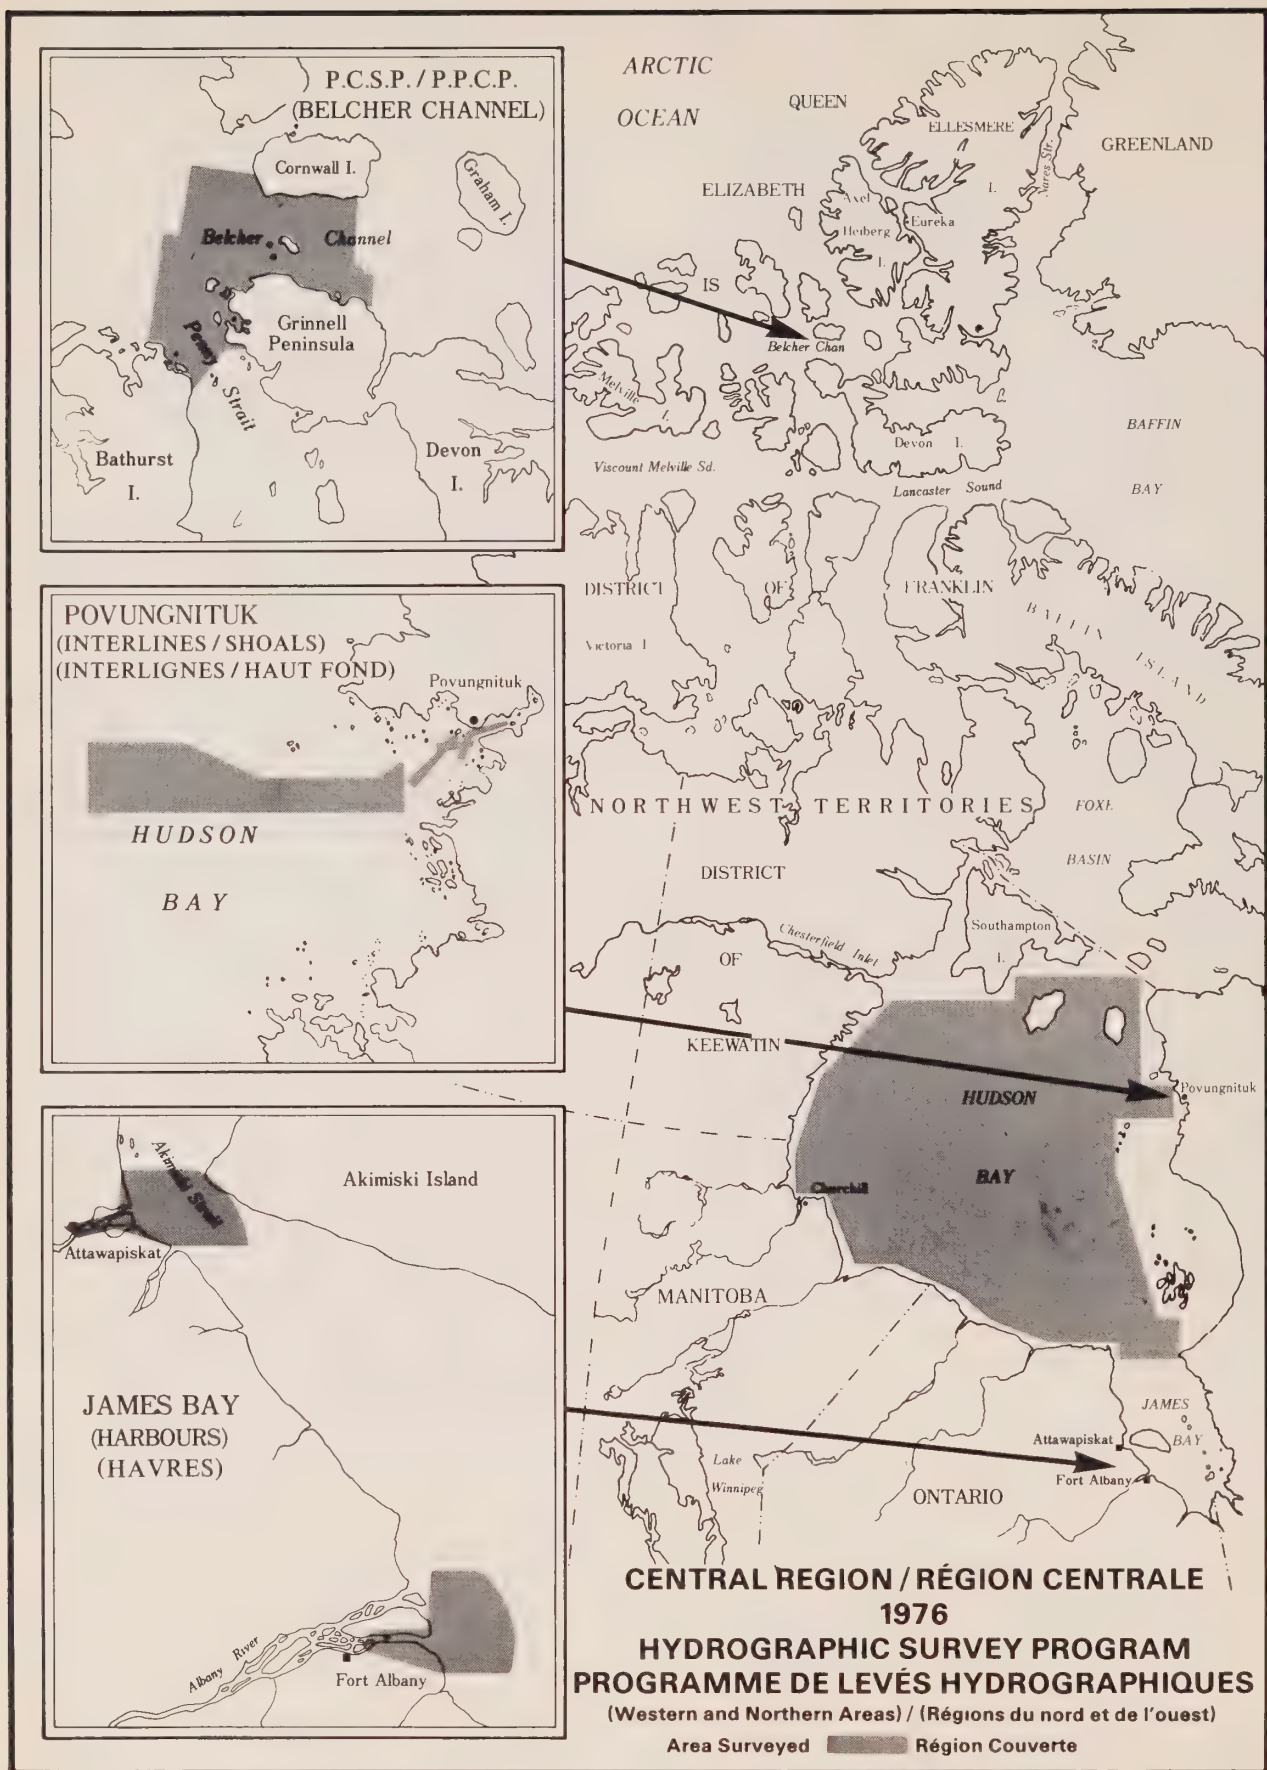 P.C.S.P. / P.P.C.P.
(BELCHER CHANNEL)
Cornwall I.
Graham I.
Belcher Channel
Grinnell
Peninsula
Penny Strait
Bathurst
I.
Devon
I.
POVUNGNITUK
(INTERLINES / SHOALS)
(INTERLIGNES / HAUT FOND)
Povungnituk
HUDSON
BAY
Akimiski Strait
Akimiski Island
Attawapiskat
JAMES BAY
(HARBOURS)
(HAVRES)
Albany River
Fort Albany
ARCTIC
OCEAN
QUEEN
ELLESMERE
I.
GREENLAND
Nares Str.
ELIZABETH
Axel
Heiberg
I.
Eureka
IS
Belcher Chan
Melville
I.
Devon I.
BAFFIN
BAY
Viscount Melville Sd.
Lancaster Sound
DISTRICT OF FRANKLIN
BAFFIN
ISLAND
Victoria I
NORTHWEST TERRITORIES
FOXE
BASIN
DISTRICT
OF
KEEWATIN
Chesterfield Inlet
Southampton
I.
HUDSON
BAY
Povungnituk
Churchill
MANITOBA
JAMES
BAY
Attawapiskat
Fort Albany
Lake
Winnipeg
ONTARIO
CENTRAL REGION / RÉGION CENTRALE
1976
HYDROGRAPHIC SURVEY PROGRAM
PROGRAMME DE LEVÉS HYDROGRAPHIQUES
(Western and Northern Areas) / (Régions du nord et de l'ouest)
Area Surveyed Région Couverte